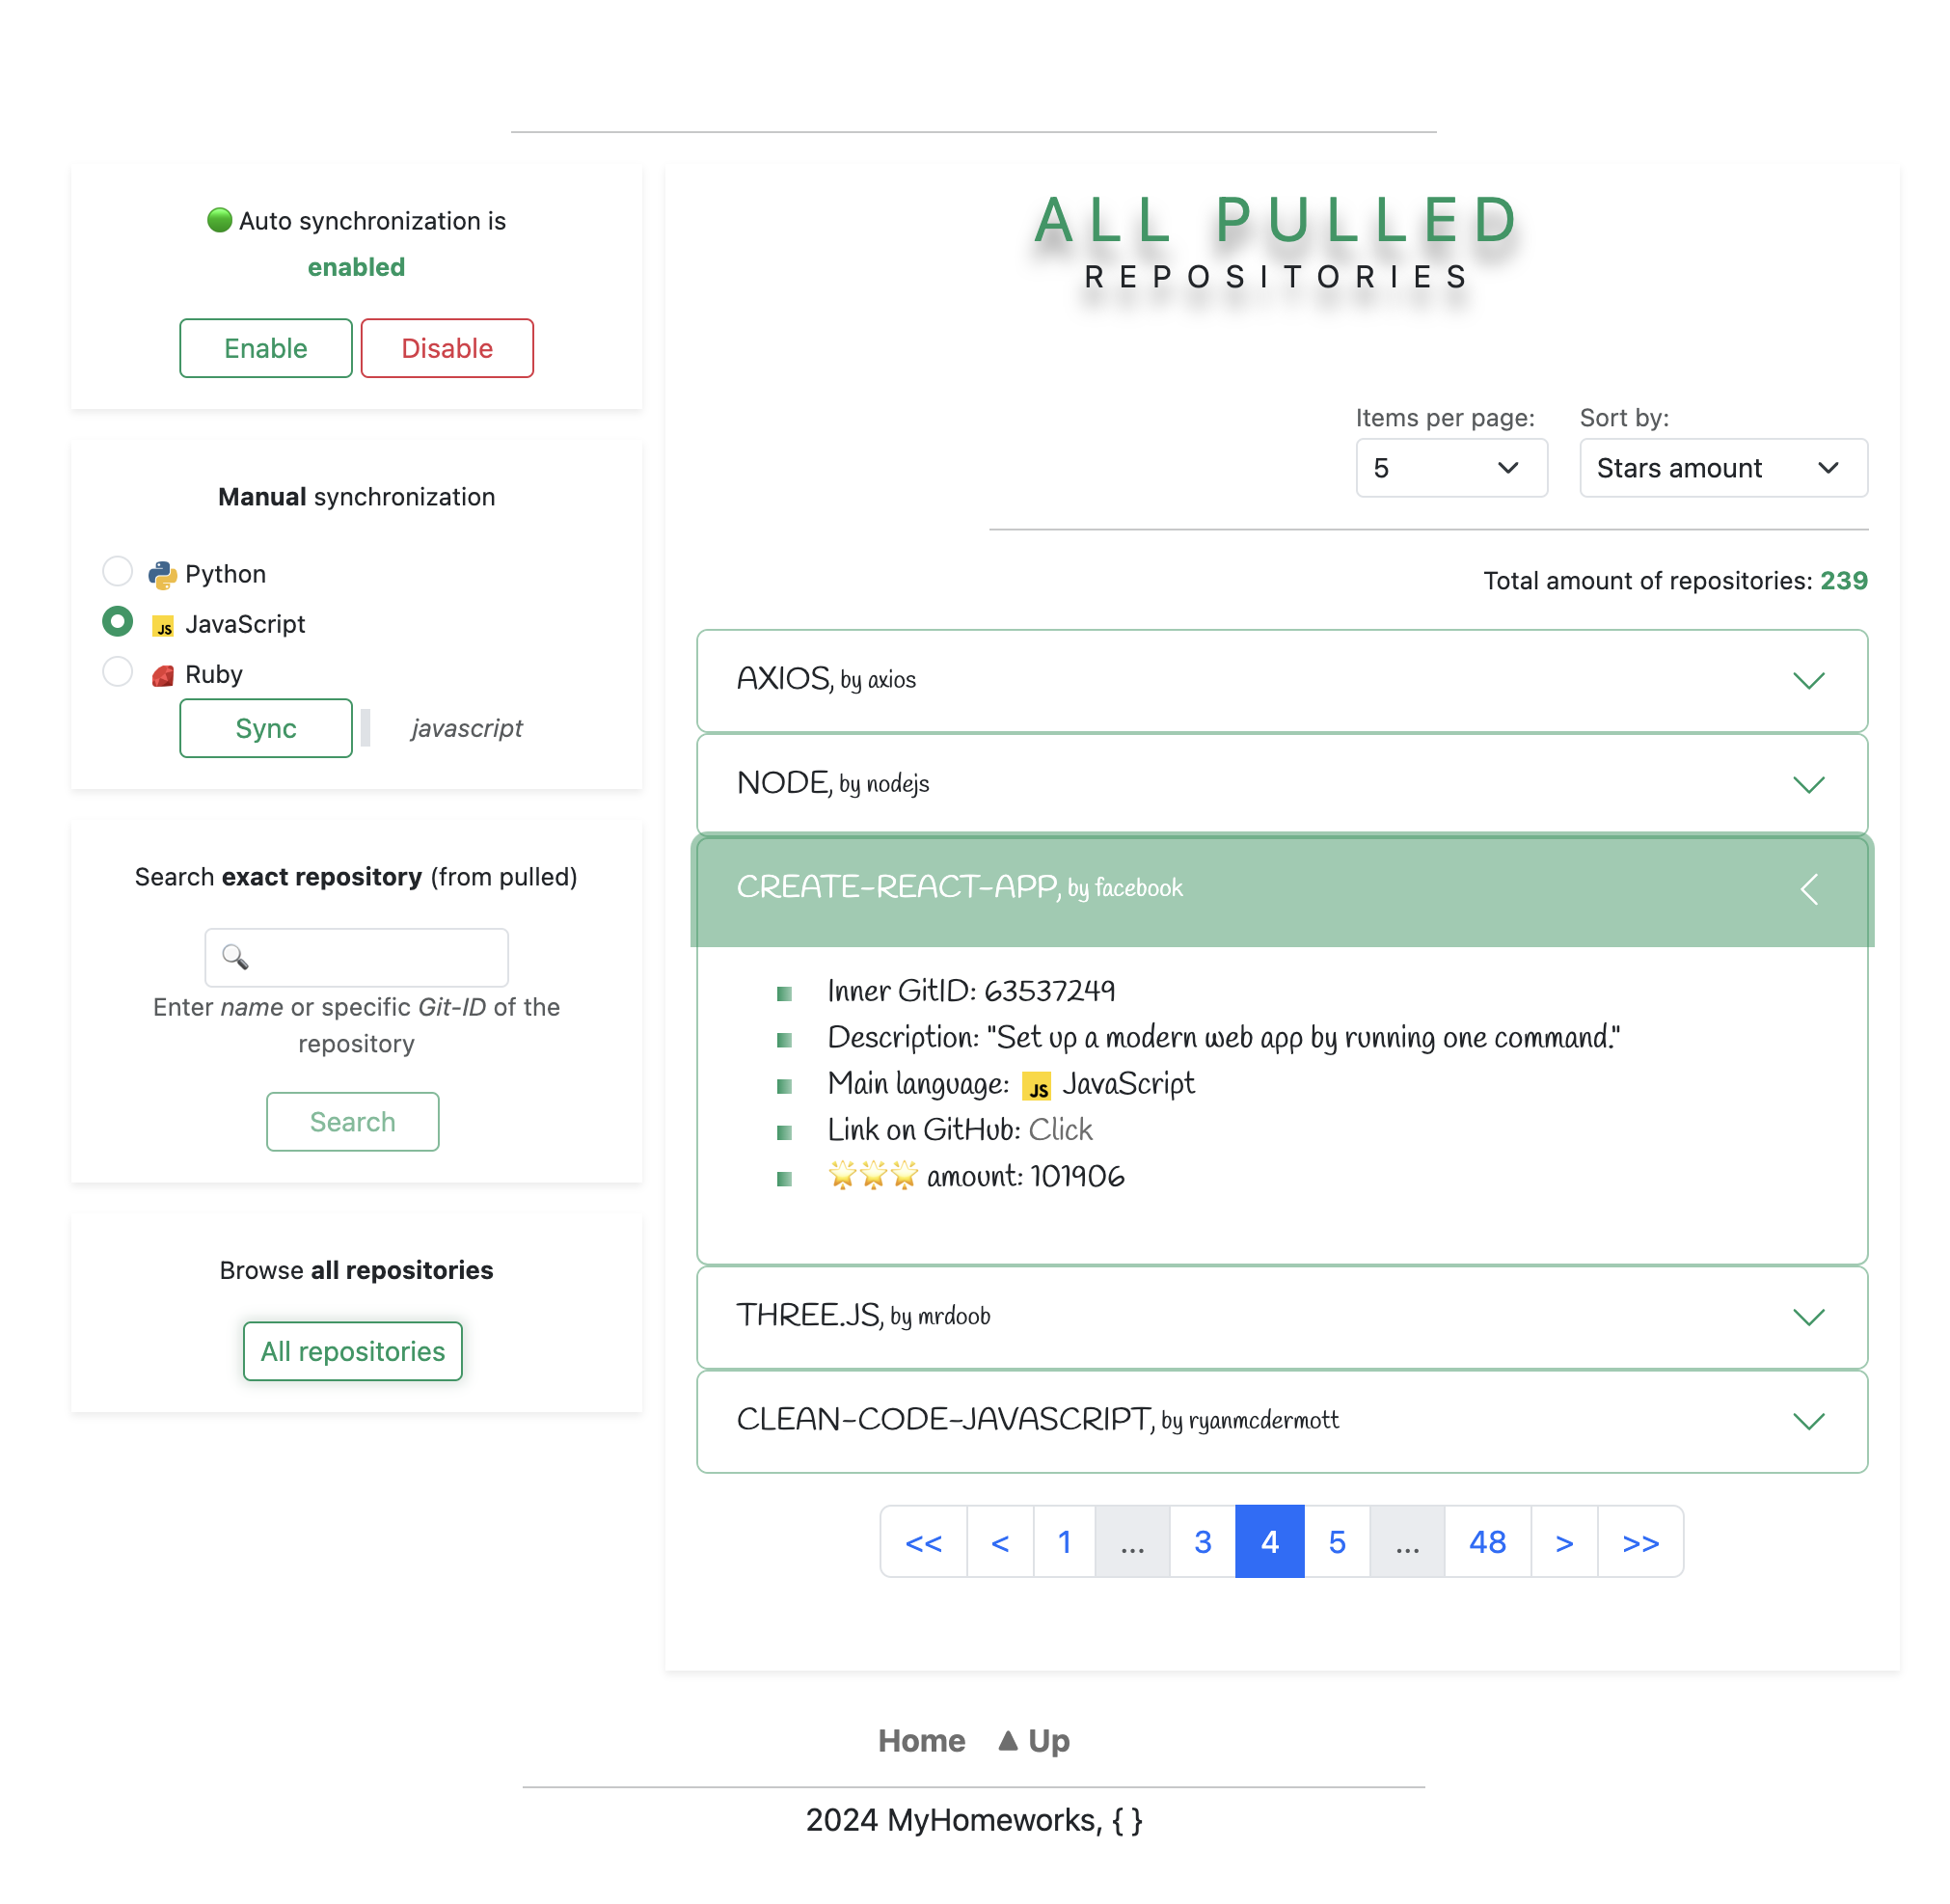 Auto synchronization is
enabled
Enable Disable
Manual synchronization
Python
JS JavaScript
Ruby
Sync javascript
Search exact repository (from pulled)
Enter name or specific Git-ID of the
repository
Search
Browse all repositories
All repositories
ALL PULLED
REPOSITORIES
Items per page: Sort by:
5 Stars amount
Total amount of repositories: 239
AXIOS, by axios
NODE, by nodejs
CREATE-REACT-APP, by facebook
Inner GitID: 63537249
Description: "Set up a modern web app by running one command."
Main language: JS JavaScript
Link on GitHub: Click
amount: 101906
THREE.JS, by mrdoob
CLEAN-CODE-JAVASCRIPT, by ryanmcdermott
<< < 1 ... 3 4 5 ... 48 > >>
Home ▲ Up
2024 MyHomeworks, { }